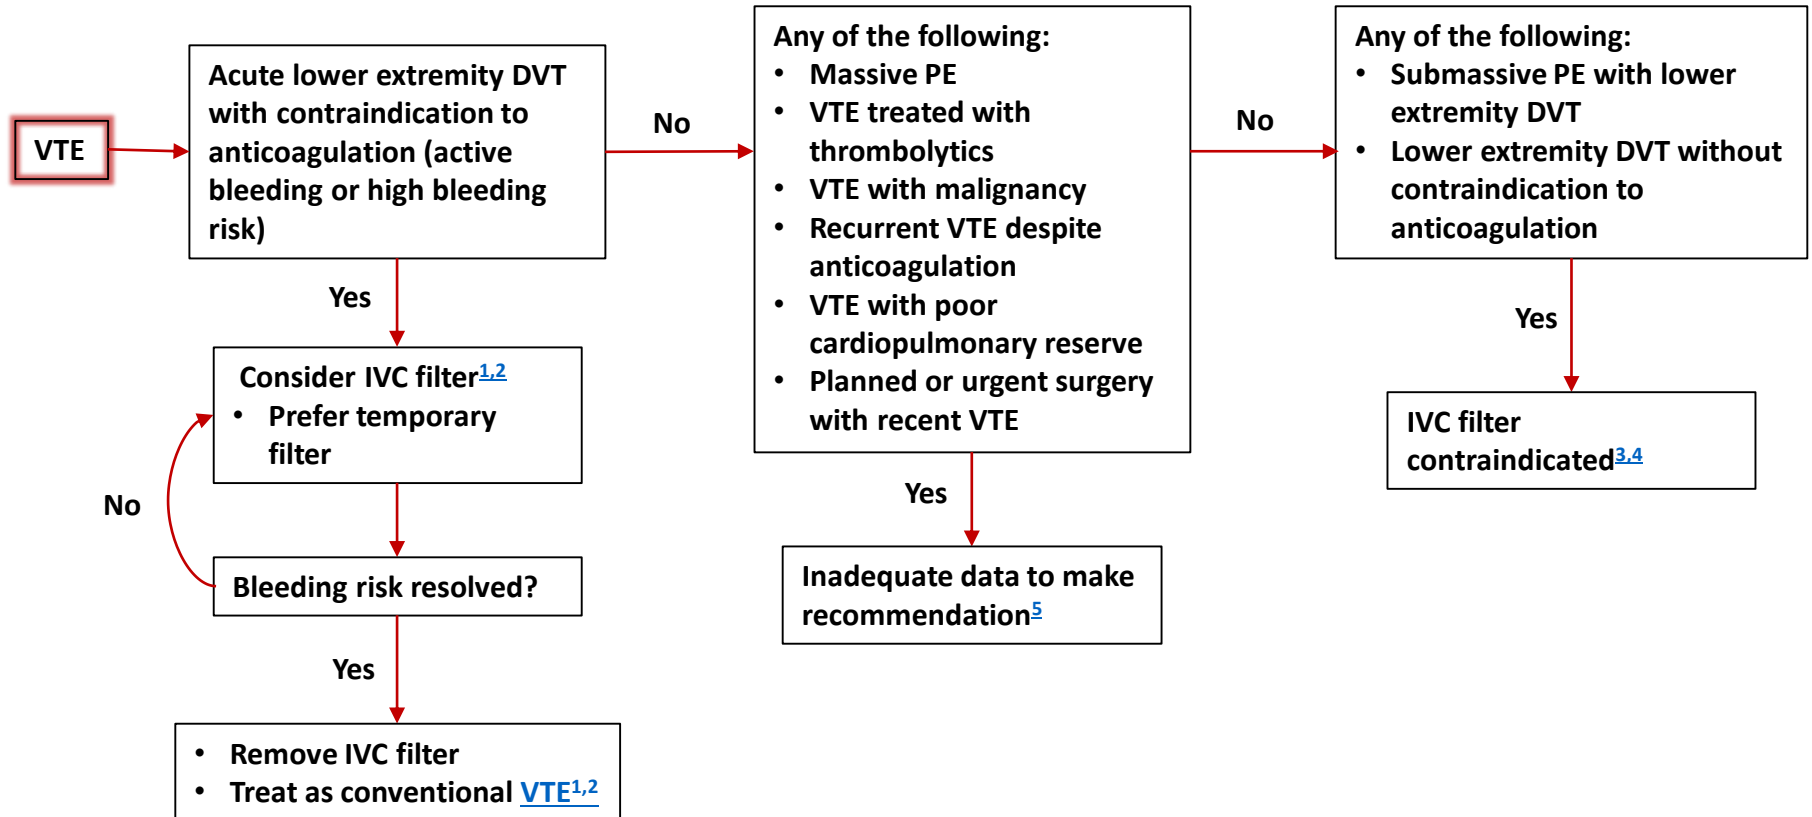 VTE
Acute lower extremity DVT
with contraindication to
anticoagulation (active
bleeding or high bleeding
risk)
No
Any of the following:
• Massive PE
• VTE treated with
thrombolytics
• VTE with malignancy
• Recurrent VTE despite
anticoagulation
• VTE with poor
cardiopulmonary reserve
• Planned or urgent surgery
with recent VTE
No
Any of the following:
• Submassive PE with lower
extremity DVT
• Lower extremity DVT without
contraindication to
anticoagulation
Yes
Consider IVC filter1,2
• Prefer temporary
filter
No
Bleeding risk resolved?
Yes
• Remove IVC filter
• Treat as conventional VTE1,2
Yes
Inadequate data to make
recommendation5
Yes
IVC filter
contraindicated3,4